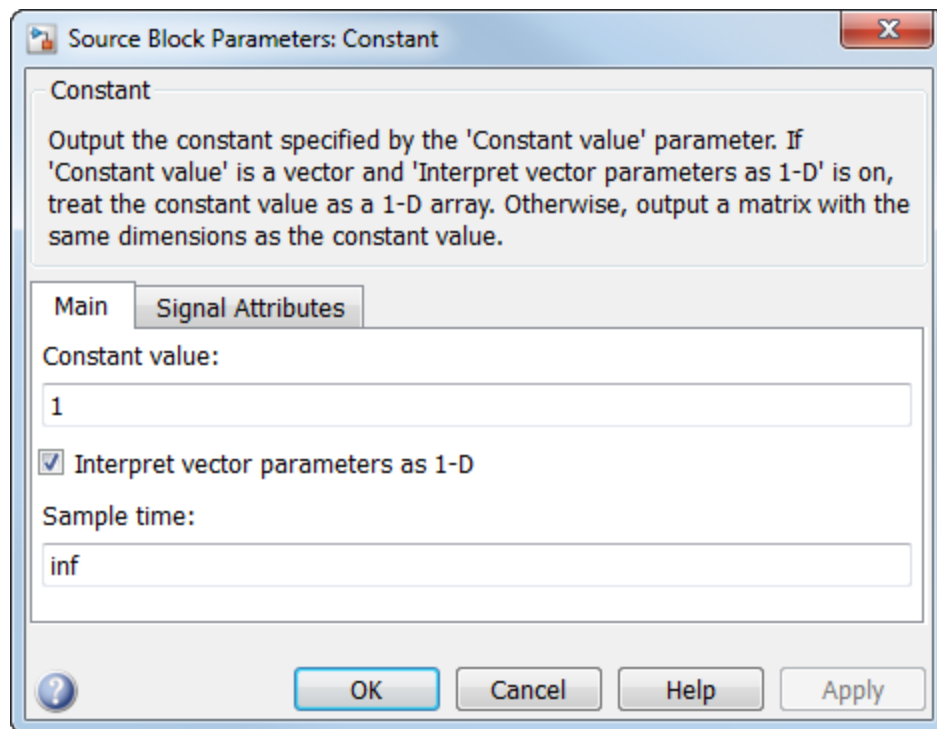 Source Block Parameters: Constant
Constant
Output the constant specified by the 'Constant value' parameter. If
'Constant value' is a vector and 'Interpret vector parameters as 1-D' is on,
treat the constant value as a 1-D array. Otherwise, output a matrix with the
same dimensions as the constant value.
Main Signal Attributes
Constant value:
1
Interpret vector parameters as 1-D
Sample time:
inf
OK Cancel Help Apply